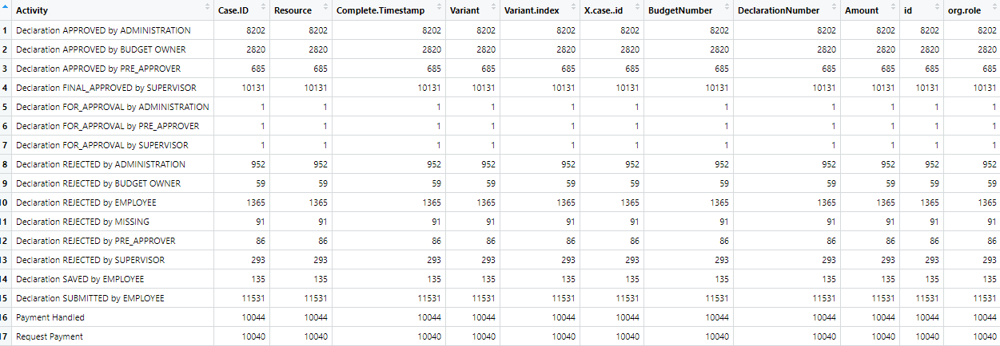 Activity Case.ID Resource Complete.Timestamp Variant Variant.index X.case..id BudgetNumber DeclarationNumber Amount id org.role
1 Declaration APPROVED by ADMINISTRATION 8202 8202 8202 8202 8202 8202 8202 8202 8202 8202 8202
2 Declaration APPROVED by BUDGET OWNER 2820 2820 2820 2820 2820 2820 2820 2820 2820 2820 2820
3 Declaration APPROVED by PRE_APPROVER 685 685 685 685 685 685 685 685 685 685 685
4 Declaration FINAL_APPROVED by SUPERVISOR 10131 10131 10131 10131 10131 10131 10131 10131 10131 10131 10131
5 Declaration FOR_APPROVAL by ADMINISTRATION 1 1 1 1 1 1 1 1 1 1 1
6 Declaration FOR_APPROVAL by PRE_APPROVER 1 1 1 1 1 1 1 1 1 1 1
7 Declaration FOR_APPROVAL by SUPERVISOR 1 1 1 1 1 1 1 1 1 1 1
8 Declaration REJECTED by ADMINISTRATION 952 952 952 952 952 952 952 952 952 952 952
9 Declaration REJECTED by BUDGET OWNER 59 59 59 59 59 59 59 59 59 59 59
10 Declaration REJECTED by EMPLOYEE 1365 1365 1365 1365 1365 1365 1365 1365 1365 1365 1365
11 Declaration REJECTED by MISSING 91 91 91 91 91 91 91 91 91 91 91
12 Declaration REJECTED by PRE_APPROVER 86 86 86 86 86 86 86 86 86 86 86
13 Declaration REJECTED by SUPERVISOR 293 293 293 293 293 293 293 293 293 293 293
14 Declaration SAVED by EMPLOYEE 135 135 135 135 135 135 135 135 135 135 135
15 Declaration SUBMITTED by EMPLOYEE 11531 11531 11531 11531 11531 11531 11531 11531 11531 11531 11531
16 Payment Handled 10044 10044 10044 10044 10044 10044 10044 10044 10044 10044 10044
17 Request Payment 10040 10040 10040 10040 10040 10040 10040 10040 10040 10040 10040